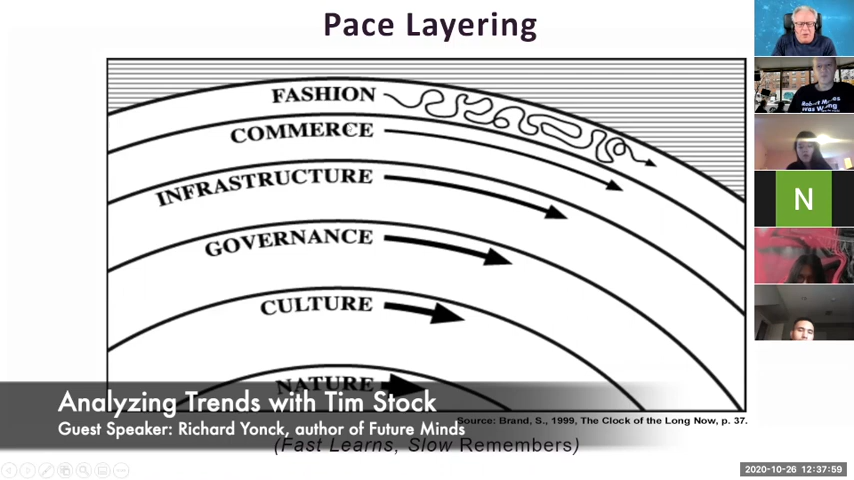 Pace Layering
FASHION
COMMERCE
INFRASTRUCTURE
GOVERNANCE
CULTURE
NATURE
Source: Brand, S., 1999, The Clock of the Long Now, p. 37.
(Fast Learns, Slow Remembers)
Analyzing Trends with Tim Stock
Guest Speaker: Richard Yonck, author of Future Minds
N
Was Wrong
2020-10-26 12:37:59